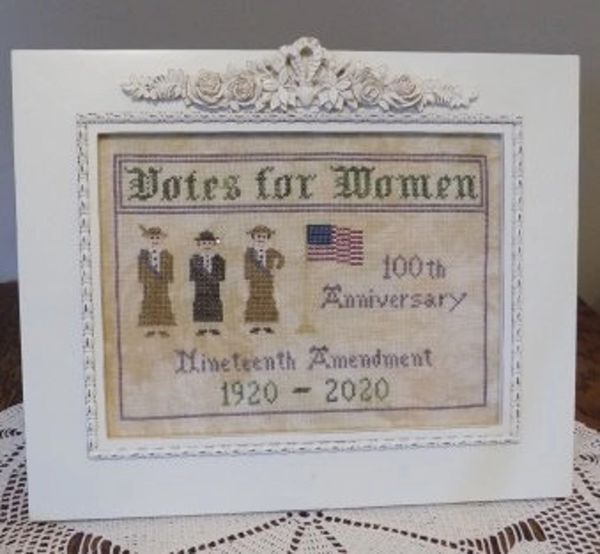 Votes for Women
100th
Anniversary
Nineteenth Amendment
1920 - 2020